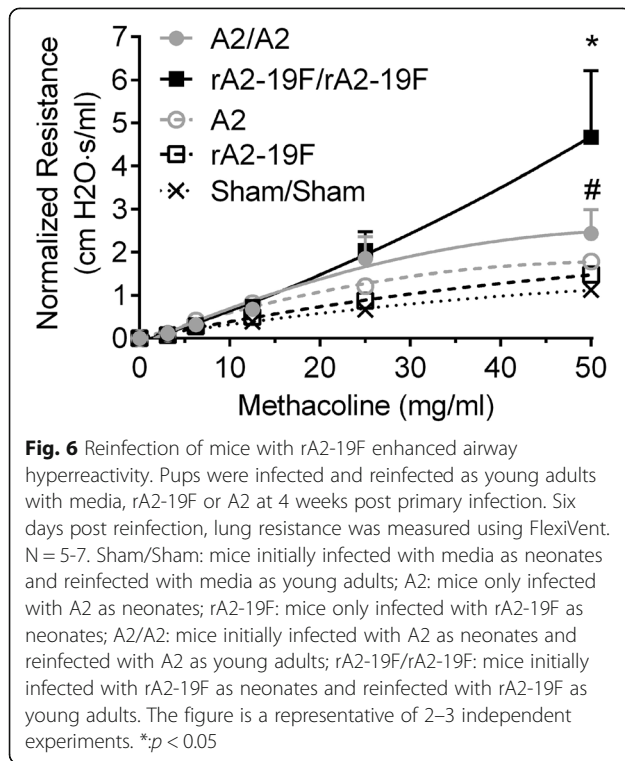 7
6
5
4
3
2
1
0
Normalized Resistance
(cm H2O·s/ml)
A2/A2
rA2-19F/rA2-19F
A2
rA2-19F
Sham/Sham
*
#
0 10 20 30 40 50
Methacoline (mg/ml)
Fig. 6 Reinfection of mice with rA2-19F enhanced airway
hyperreactivity. Pups were infected and reinfected as young adults
with media, rA2-19F or A2 at 4 weeks post primary infection. Six
days post reinfection, lung resistance was measured using FlexiVent.
N = 5-7. Sham/Sham: mice initially infected with media as neonates
and reinfected with media as young adults; A2: mice only infected
with A2 as neonates; rA2-19F: mice only infected with rA2-19F as
neonates; A2/A2: mice initially infected with A2 as neonates and
reinfected with A2 as young adults; rA2-19F/rA2-19F: mice initially
infected with rA2-19F as neonates and reinfected with rA2-19F as
young adults. The figure is a representative of 2–3 independent
experiments. *:p < 0.05